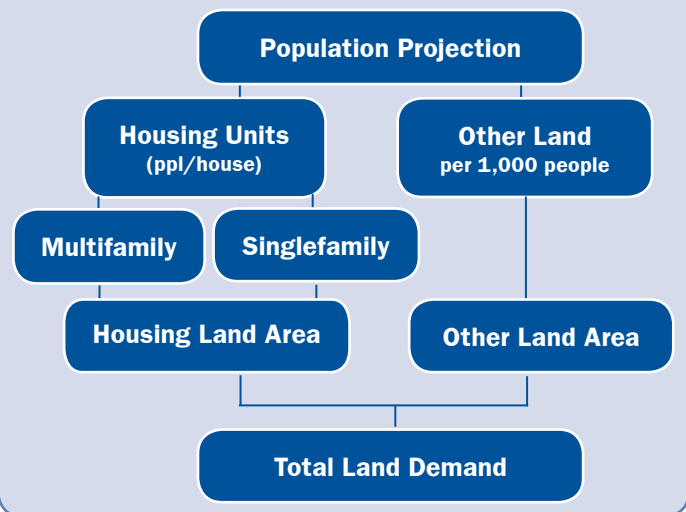 Population Projection
Housing Units
(ppl/house)
Other Land
per 1,000 people
Multifamily
Singlefamily
Housing Land Area
Other Land Area
Total Land Demand